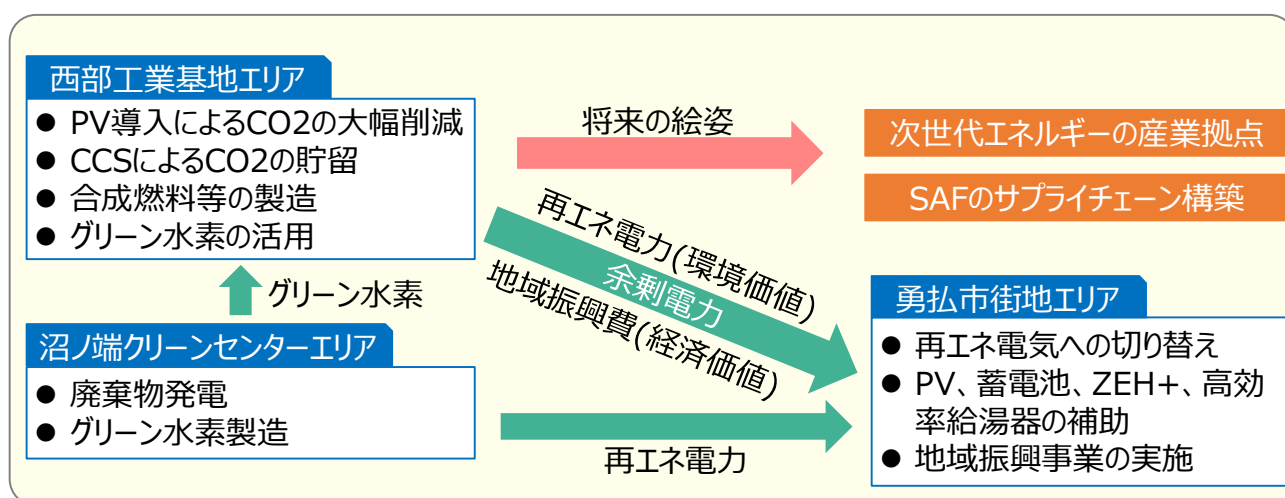 西部工業基地エリア
● PV導入によるCO2の大幅削減
● CCSによるCO2の貯留
● 合成燃料等の製造
● グリーン水素の活用
将来の絵姿
次世代エネルギーの産業拠点
SAFのサプライチェーン構築
再エネ電力(環境価値)
余剰電力
地域振興費(経済価値)
グリーン水素
沼ノ端クリーンセンターエリア
● 廃棄物発電
● グリーン水素製造
再エネ電力
勇払市街地エリア
● 再エネ電気への切り替え
● PV、蓄電池、ZEH+、高効
率給湯器の補助
● 地域振興事業の実施